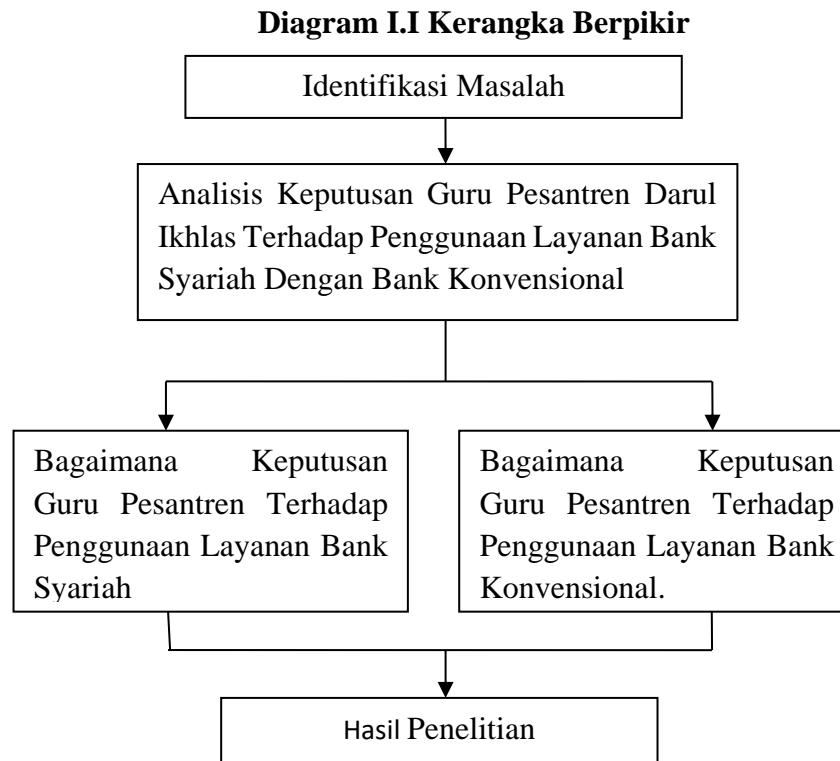 Diagram I.I Kerangka Berpikir
Identifikasi Masalah
Analisis Keputusan Guru Pesantren Darul
Ikhlas Terhadap Penggunaan Layanan Bank
Syariah Dengan Bank Konvensional
Bagaimana Keputusan
Guru Pesantren Terhadap
Penggunaan Layanan Bank
Syariah
Bagaimana Keputusan
Guru Pesantren Terhadap
Penggunaan Layanan Bank
Konvensional.
Hasil Penelitian